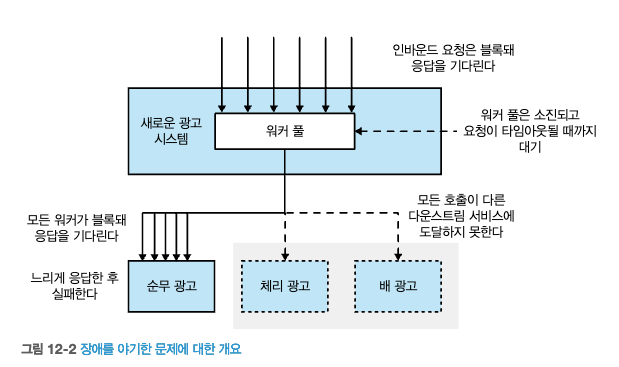 인바운드 요청은 블록돼
응답을 기다린다
새로운 광고
시스템
워커 풀
워커 풀은 소진되고
요청이 타임아웃될 때까지
대기
모든 워커가 블록돼
응답을 기다린다
모든 호출이 다른
다운스트림 서비스에
도달하지 못한다
느리게 응답한 후
실패한다
순무 광고
체리 광고
배 광고
그림 12-2 장애를 야기한 문제에 대한 개요